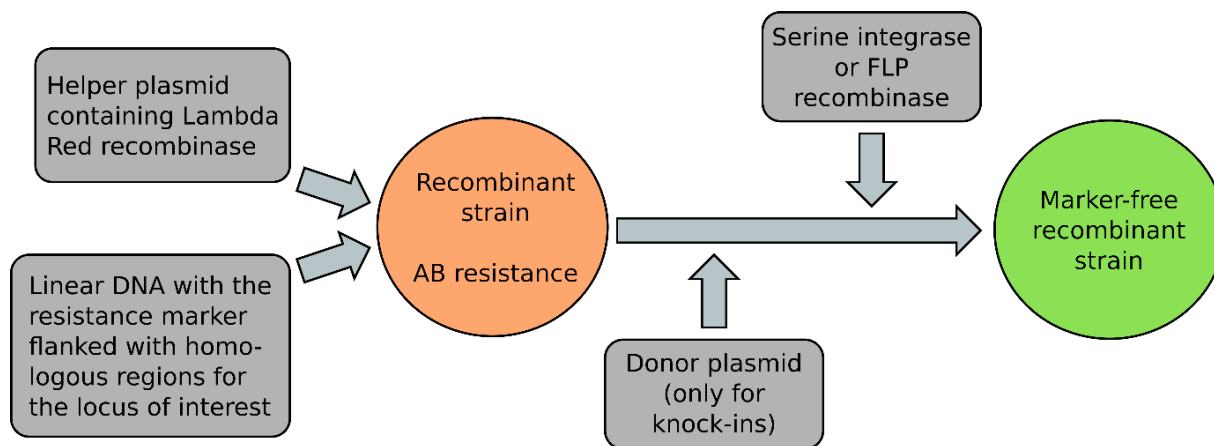 Helper plasmid
containing Lambda
Red recombinase
Linear DNA with the
resistance marker
flanked with homo-
logous regions for
the locus of interest
Recombinant
strain
AB resistance
Serine integrase
or FLP
recombinase
Donor plasmid
(only for
knock-ins)
Marker-free
recombinant
strain